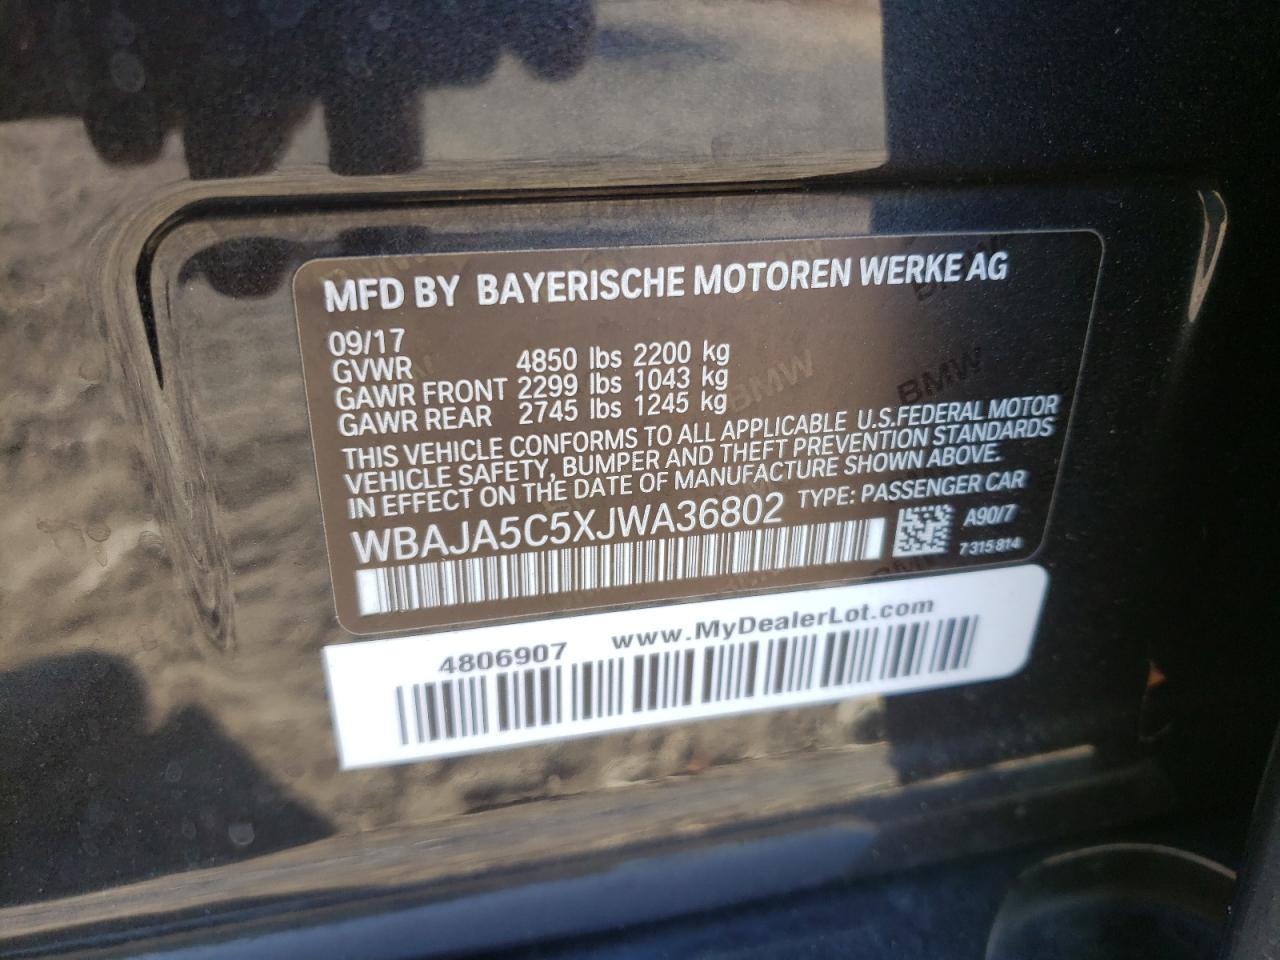 MFD BY BAYERISCHE MOTOREN WERKE AG
09/17
GVWR 4850 lbs 2200 kg
GAWR FRONT 2299 lbs 1043 kg
GAWR REAR 2745 lbs 1245 kg
THIS VEHICLE CONFORMS TO ALL APPLICABLE U.S.FEDERAL MOTOR
VEHICLE SAFETY, BUMPER AND THEFT PREVENTION STANDARDS
IN EFFECT ON THE DATE OF MANUFACTURE SHOWN ABOVE.
WBAJA5C5XJWA36802 TYPE: PASSENGER CAR
A90/7
7315814
4806907 www.MyDealerLot.com
BMW
BMW